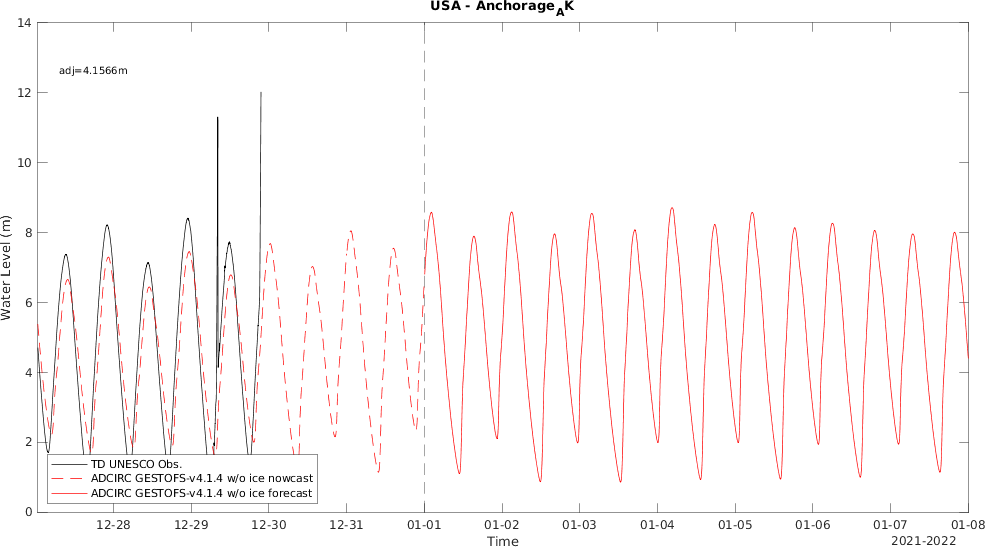 USA - Anchorage_AK
14
12
10
8
6
4
2
0
Water Level (m)
adj=4.1566m
TD UNESCO Obs.
ADCIRC GESTOFS-v4.1.4 w/o ice nowcast
ADCIRC GESTOFS-v4.1.4 w/o ice forecast
12-28 12-29 12-30 12-31 01-01 01-02 01-03 01-04 01-05 01-06 01-07 01-08
Time
2021-2022